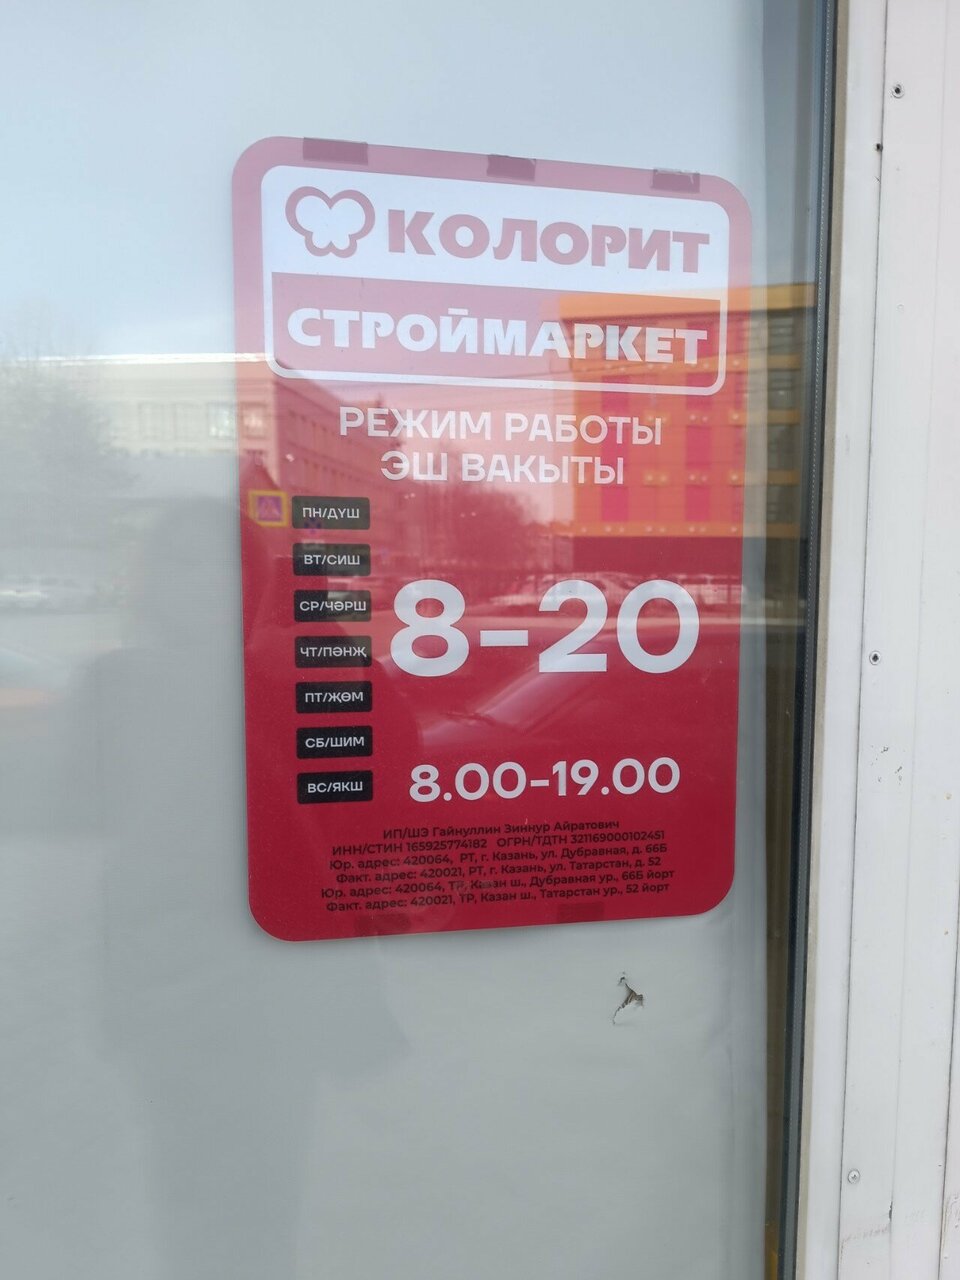 КОЛОРИТ
СТРОЙМАРКЕТ
РЕЖИМ РАБОТЫ
ЭШ ВАКЫТЫ
ПН/ДҮШ
ВТ/СИШ
СР/ЧӘРШ
ЧТ/ПӘНҖ
ПТ/ҖӨМ
8-20
СБ/ШИМ
ВС/ЯКШ
8.00-19.00
ИП/ШЭ Гайнуллин Зиннур Айратович
ИНН/СТИН 165925774182 ОГРН/ТДТН 321169000102451
Юр. адрес: 420064, РТ, г. Казань, ул. Дубравная, д. 66Б
Факт. адрес: 420021, РТ, г. Казань, ул. Татарстан, д. 52
Юр. адрес: 420064, ТР, Казан ш., Дубравная ур., 66Б йорт
Факт. адрес: 420021, ТР, Казан ш., Татарстан ур., 52 йорт